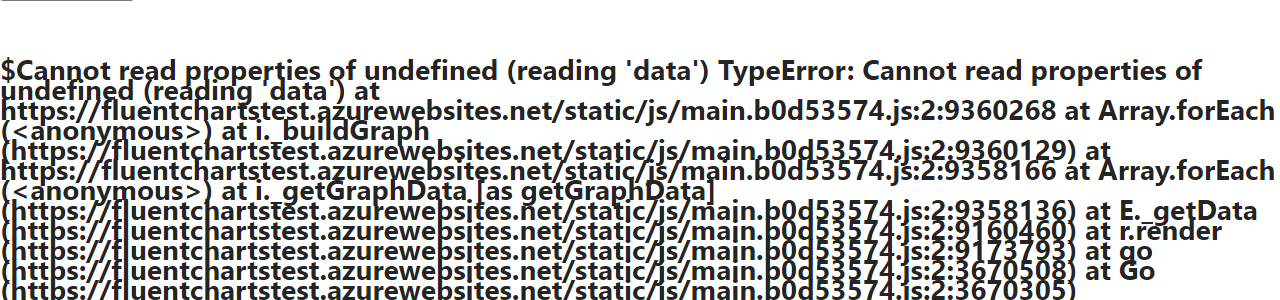 $Cannot read properties of undefined (reading 'data') TypeError: Cannot read properties of
undefined (reading 'data') at
https://fluentchartstest.azurewebsites.net/static/js/main.b0d53574.js:2:9360268 at Array.forEach
(<anonymous>) at i._buildGraph
(https://fluentchartstest.azurewebsites.net/static/js/main.b0d53574.js:2:9360129) at
https://fluentchartstest.azurewebsites.net/static/js/main.b0d53574.js:2:9358166 at Array.forEach
(<anonymous>) at i._getGraphData [as getGraphData]
(https://fluentchartstest.azurewebsites.net/static/js/main.b0d53574.js:2:9358136) at E._getData
(https://fluentchartstest.azurewebsites.net/static/js/main.b0d53574.js:2:9160460) at r.render
(https://fluentchartstest.azurewebsites.net/static/js/main.b0d53574.js:2:9173793) at go
(https://fluentchartstest.azurewebsites.net/static/js/main.b0d53574.js:2:3670508) at Go
(https://fluentchartstest.azurewebsites.net/static/js/main.b0d53574.js:2:3670305)